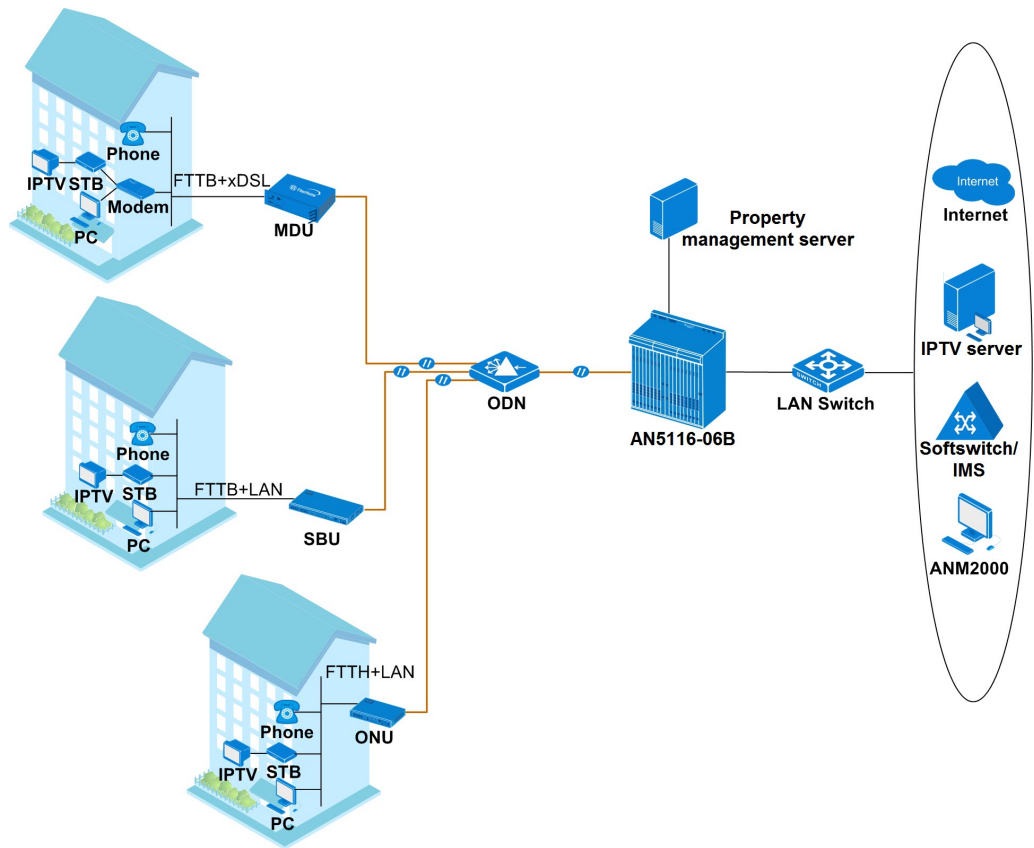 Phone
IPTV STB
Modem
PC
FTTB+xDSL
MDU
Phone
IPTV STB
PC
FTTB+LAN
SBU
Phone
IPTV STB
PC
FTTH+LAN
ONU
ODN
Property
management server
AN5116-06B
SWITCH
LAN Switch
Internet
Internet
IPTV server
Softswitch/
IMS
ANM2000